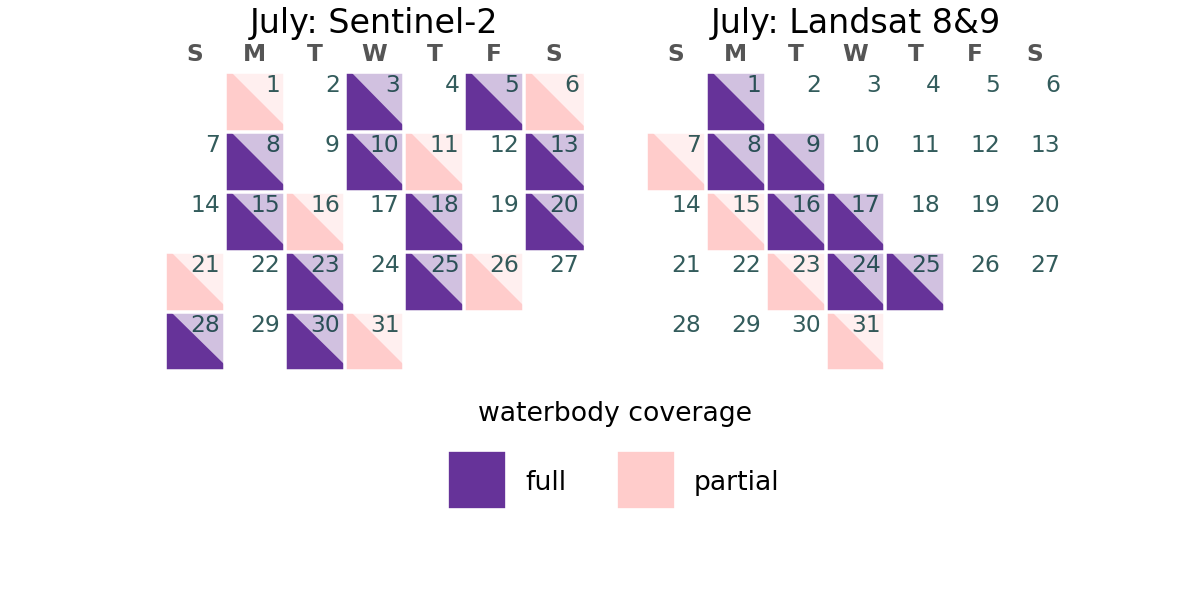 July: Sentinel-2
S M T W T F S
1 2 3 4 5 6
7 8 9 10 11 12 13
14 15 16 17 18 19 20
21 22 23 24 25 26 27
28 29 30 31
July: Landsat 8&9
S M T W T F S
1 2 3 4 5 6
7 8 9 10 11 12 13
14 15 16 17 18 19 20
21 22 23 24 25 26 27
28 29 30 31
waterbody coverage
full partial